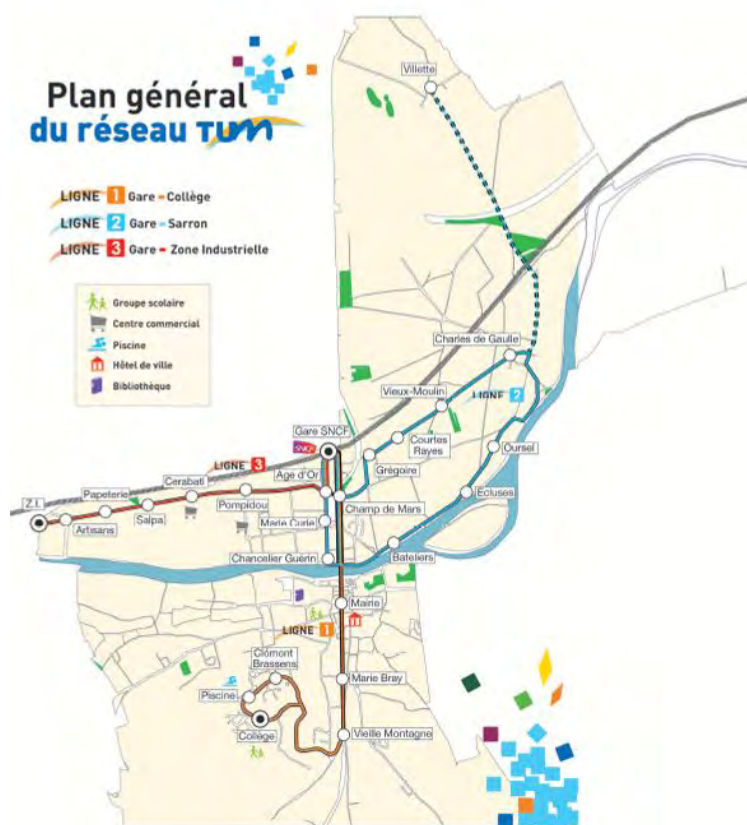 Plan général
du réseau TUM
LIGNE 1 Gare - Collège
LIGNE 2 Gare - Sarron
LIGNE 3 Gare - Zone Industrielle
Groupe scolaire
Centre commercial
Piscine
Hôtel de ville
Bibliothèque
Villette
Charles de Gaulle
Vieux-Moulin
LIGNE 2
Gare SNCF
SNCF
Courtes
Rayes
Oursel
LIGNE 3
Grégoire
Age d'Or
Cerabati
Papeterie
Pompidou
Ecluses
Z.I.
Salpa
Champ de Mars
Artisans
Marie Curie
Bateliers
Chancelier Guérin
Mairie
LIGNE 1
Clémont
Brassens
Marie Bray
Piscine
Collège
Vieille Montagne